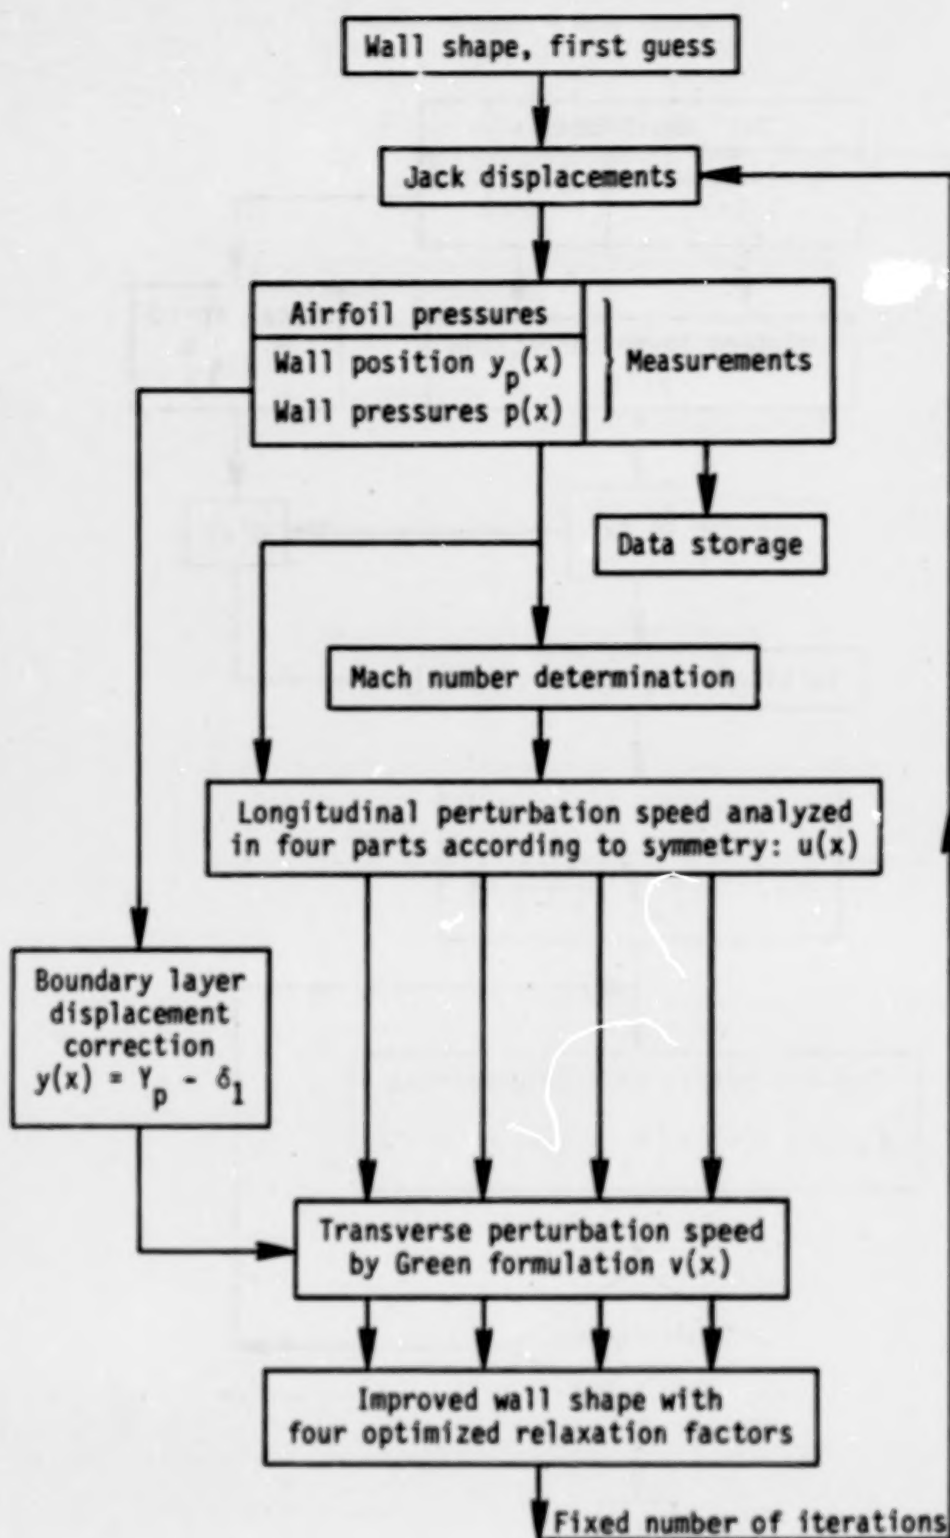 Wall shape, first guess
Jack displacements
Airfoil pressures
Wall position y_p(x)
Wall pressures p(x)
Measurements
Data storage
Mach number determination
Longitudinal perturbation speed analyzed
in four parts according to symmetry: u(x)
Boundary layer
displacement
correction
y(x) = Y_p - δ_1
Transverse perturbation speed
by Green formulation v(x)
Improved wall shape with
four optimized relaxation factors
Fixed number of iterations